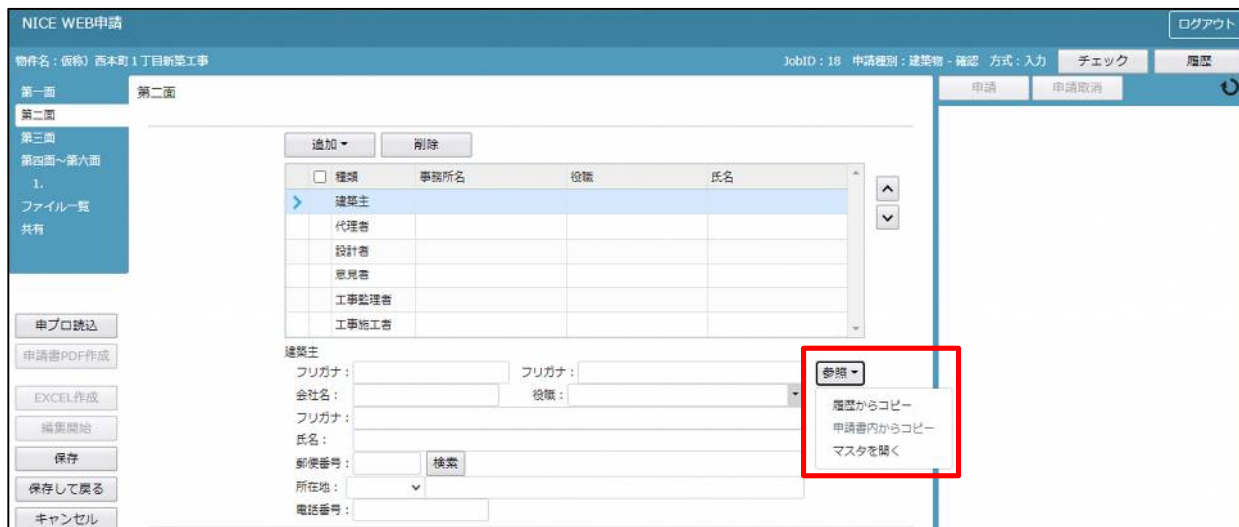 NICE WEB申請
ログアウト
物件名：仮称）西本町１丁目新築工事
JobID：18 申請種別：建築物 - 確認 方式：入力
チェック
履歴
第一面
第二面
第三面
第四面～第六面
1.
ファイル一覧
共有
申プロ読込
申請書PDF作成
EXCEL作成
編集開始
保存
保存して戻る
キャンセル
第二面
追加
削除
種類 事務所名 役職 氏名
建築主
代理者
設計者
意見者
工事監理者
工事施工者
建築主
フリガナ： フリガナ：
会社名： 役職：
フリガナ：
氏名：
郵便番号： 検索
所在地：
電話番号：
参照
履歴からコピー
申請書内からコピー
マスタを開く
申請
申請取消